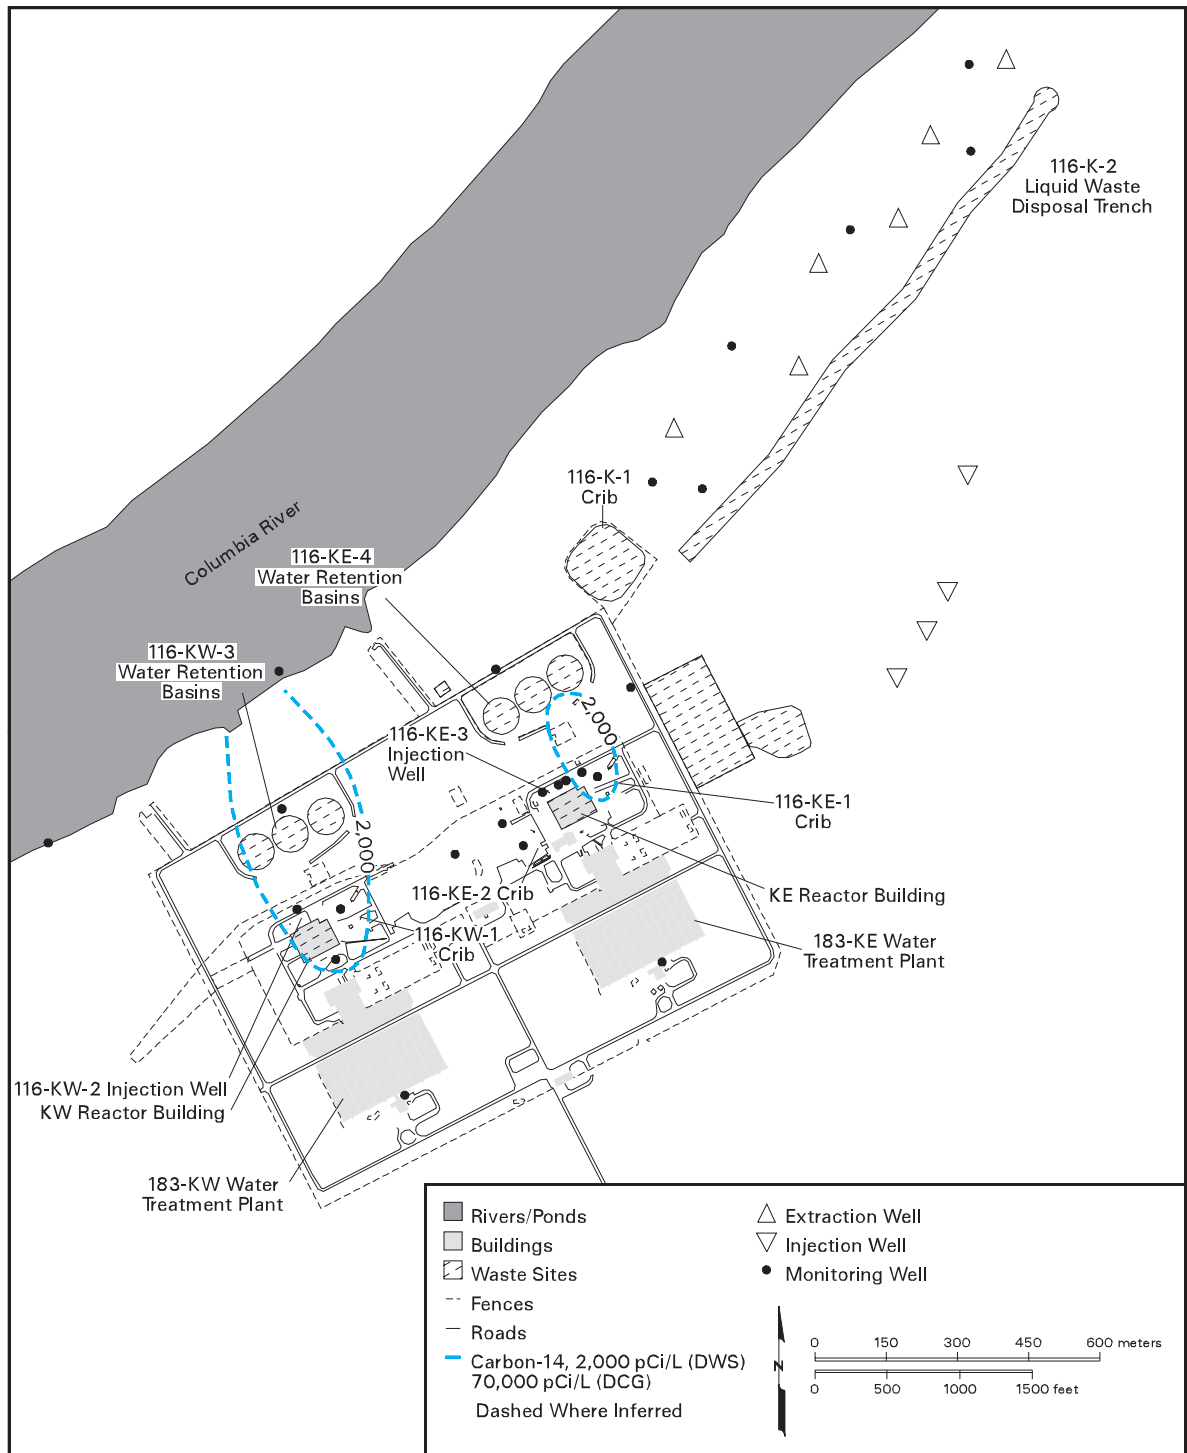 116-K-2
Liquid Waste
Disposal Trench
116-K-1
Crib
Columbia River
116-KE-4
Water Retention
Basins
116-KW-3
Water Retention
Basins
2,000
116-KE-3
Injection
Well
116-KE-1
Crib
2,000
116-KE-2 Crib
KE Reactor Building
116-KW-1
Crib
183-KE Water
Treatment Plant
116-KW-2 Injection Well
KW Reactor Building
183-KW Water
Treatment Plant
Rivers/Ponds
Buildings
Waste Sites
Fences
Roads
Carbon-14, 2,000 pCi/L (DWS)
70,000 pCi/L (DCG)
Dashed Where Inferred
Extraction Well
Injection Well
Monitoring Well
N
0 150 300 450 600 meters
0 500 1000 1500 feet